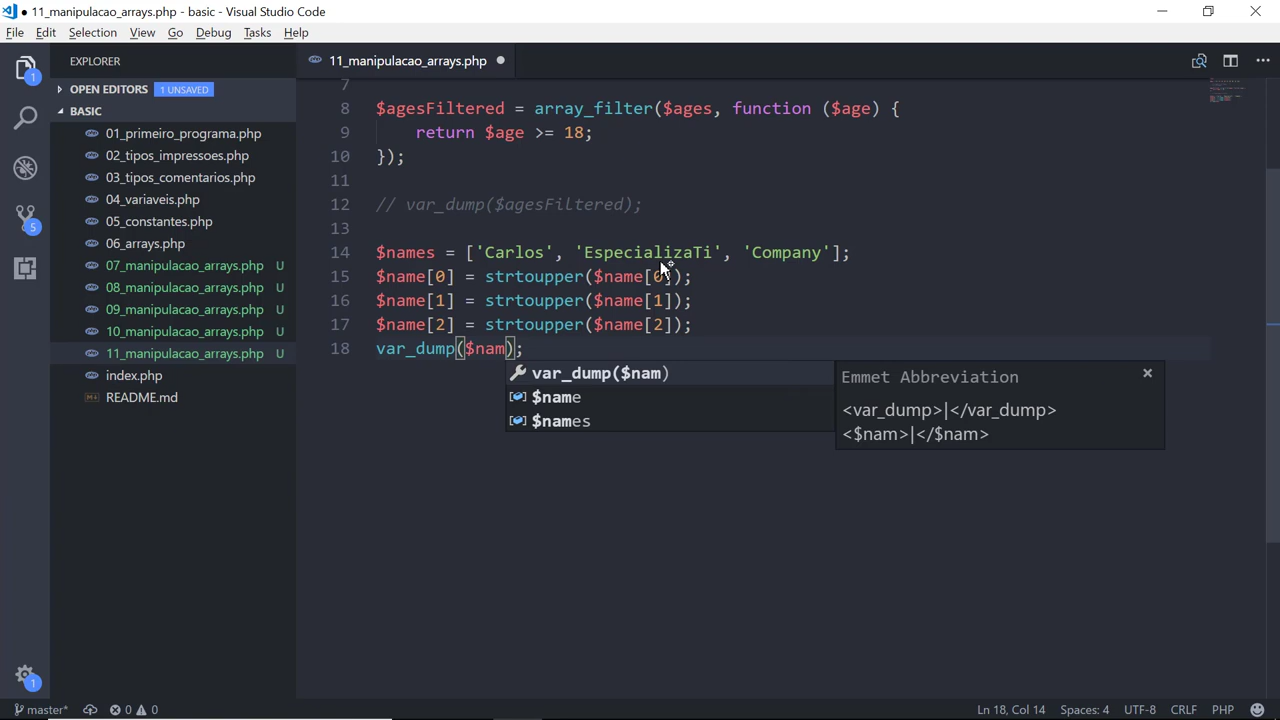 11_manipulacao_arrays.php - basic - Visual Studio Code
File Edit Selection View Go Debug Tasks Help
EXPLORER
11_manipulacao_arrays.php
1
OPEN EDITORS 1 UNSAVED
BASIC
01_primeiro_programa.php
02_tipos_impressoes.php
03_tipos_comentarios.php
04_variaveis.php
05_constantes.php
5
06_arrays.php
07_manipulacao_arrays.php U
08_manipulacao_arrays.php U
09_manipulacao_arrays.php U
10_manipulacao_arrays.php U
11_manipulacao_arrays.php U
index.php
README.md
7
8 $agesFiltered = array_filter($ages, function ($age) {
9 return $age >= 18;
10 });
11
12 // var_dump($agesFiltered);
13
14 $names = ['Carlos', 'EspecializaTi', 'Company'];
15 $name[0] = strtoupper($name[0]);
16 $name[1] = strtoupper($name[1]);
17 $name[2] = strtoupper($name[2]);
18 var_dump($nam);
var_dump($nam)
$name
$names
Emmet Abbreviation
<var_dump>|</var_dump>
<$nam>|</$nam>
1
master* 0 0
Ln 18, Col 14 Spaces: 4 UTF-8 CRLF PHP